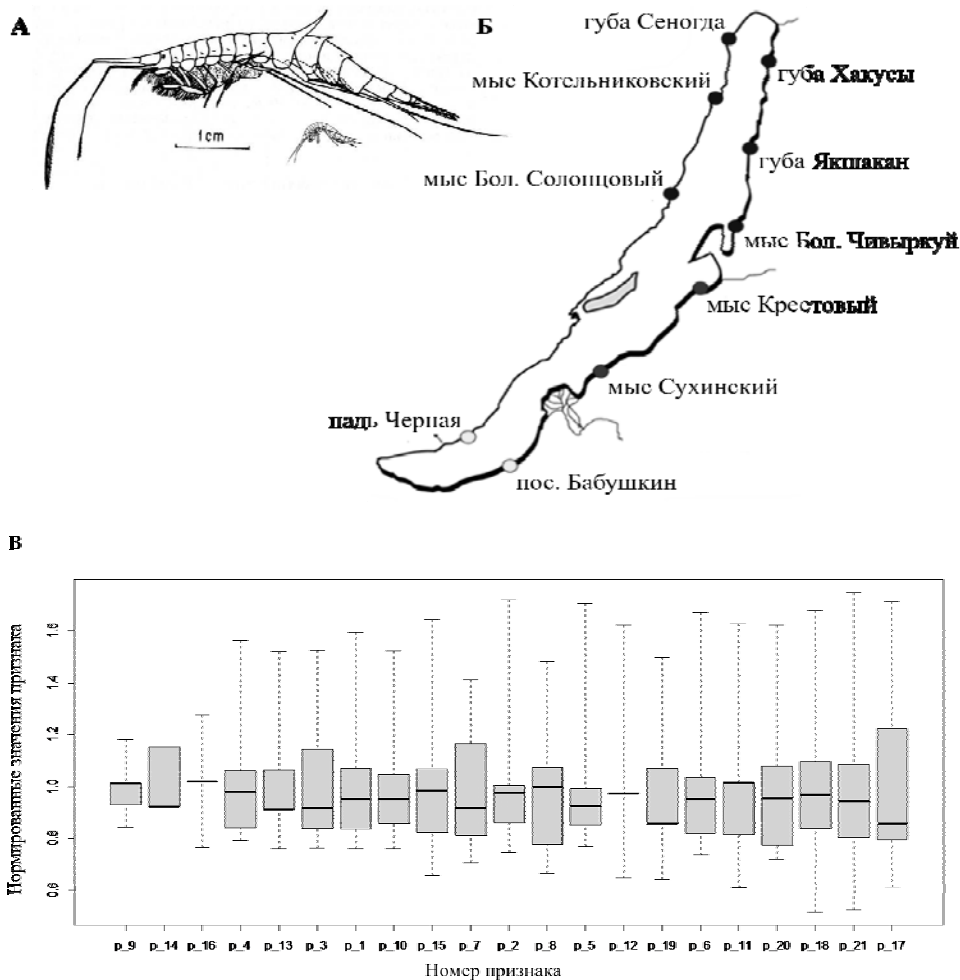 А
1cm
Б
губа Сеногда
мыс Котельниковский
губа Хакусы
губа Якшакан
мыс Бол. Солонцовый
мыс Бол. Чивыркуй
мыс Крестовый
мыс Сухинский
падь Черная
пос. Бабушкин
В
Нормированные значения признака
1.6
1.4
1.2
1.0
0.8
0.6
p_9 p_14 p_16 p_4 p_13 p_3 p_1 p_10 p_15 p_7 p_2 p_8 p_5 p_12 p_19 p_6 p_11 p_20 p_18 p_21 p_17
Номер признака